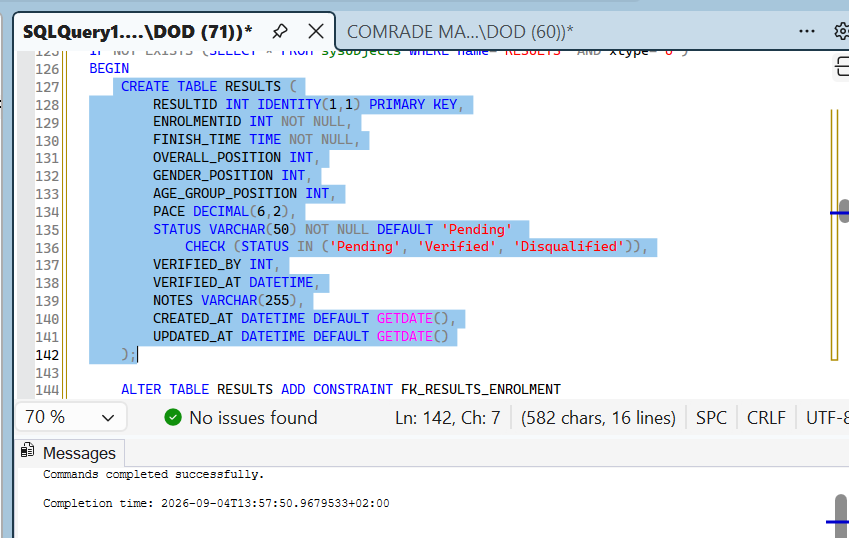 SQLQuery1....\DOD (71))*
COMRADE MA...\DOD (60))*
125 IF NOT EXISTS (SELECT * FROM sysobjects WHERE name='RESULTS' AND xtype='U')
126 BEGIN
127 CREATE TABLE RESULTS (
128 RESULTID INT IDENTITY(1,1) PRIMARY KEY,
129 ENROLMENTID INT NOT NULL,
130 FINISH_TIME TIME NOT NULL,
131 OVERALL_POSITION INT,
132 GENDER_POSITION INT,
133 AGE_GROUP_POSITION INT,
134 PACE DECIMAL(6,2),
135 STATUS VARCHAR(50) NOT NULL DEFAULT 'Pending'
136 CHECK (STATUS IN ('Pending', 'Verified', 'Disqualified')),
137 VERIFIED_BY INT,
138 VERIFIED_AT DATETIME,
139 NOTES VARCHAR(255),
140 CREATED_AT DATETIME DEFAULT GETDATE(),
141 UPDATED_AT DATETIME DEFAULT GETDATE()
142 );
143
144 ALTER TABLE RESULTS ADD CONSTRAINT FK_RESULTS_ENROLMENT
70 % No issues found Ln: 142, Ch: 7 (582 chars, 16 lines) SPC CRLF UTF-8
Messages
Commands completed successfully.
Completion time: 2026-09-04T13:57:50.9679533+02:00